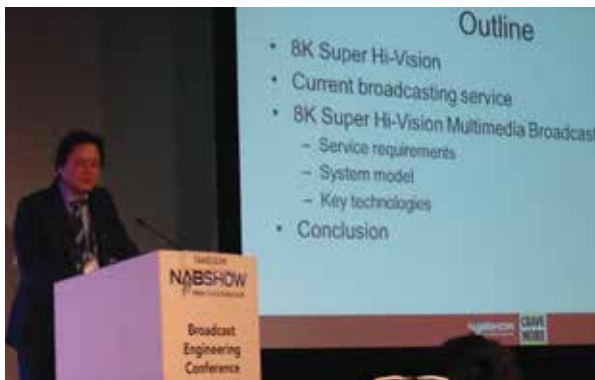 Outline
• 8K Super Hi-Vision
• Current broadcasting service
• 8K Super Hi-Vision Multimedia Broadcast
– Service requirements
– System model
– Key technologies
• Conclusion
NABSHOW
Broadcast
Engineering
Conference
NABSHOW